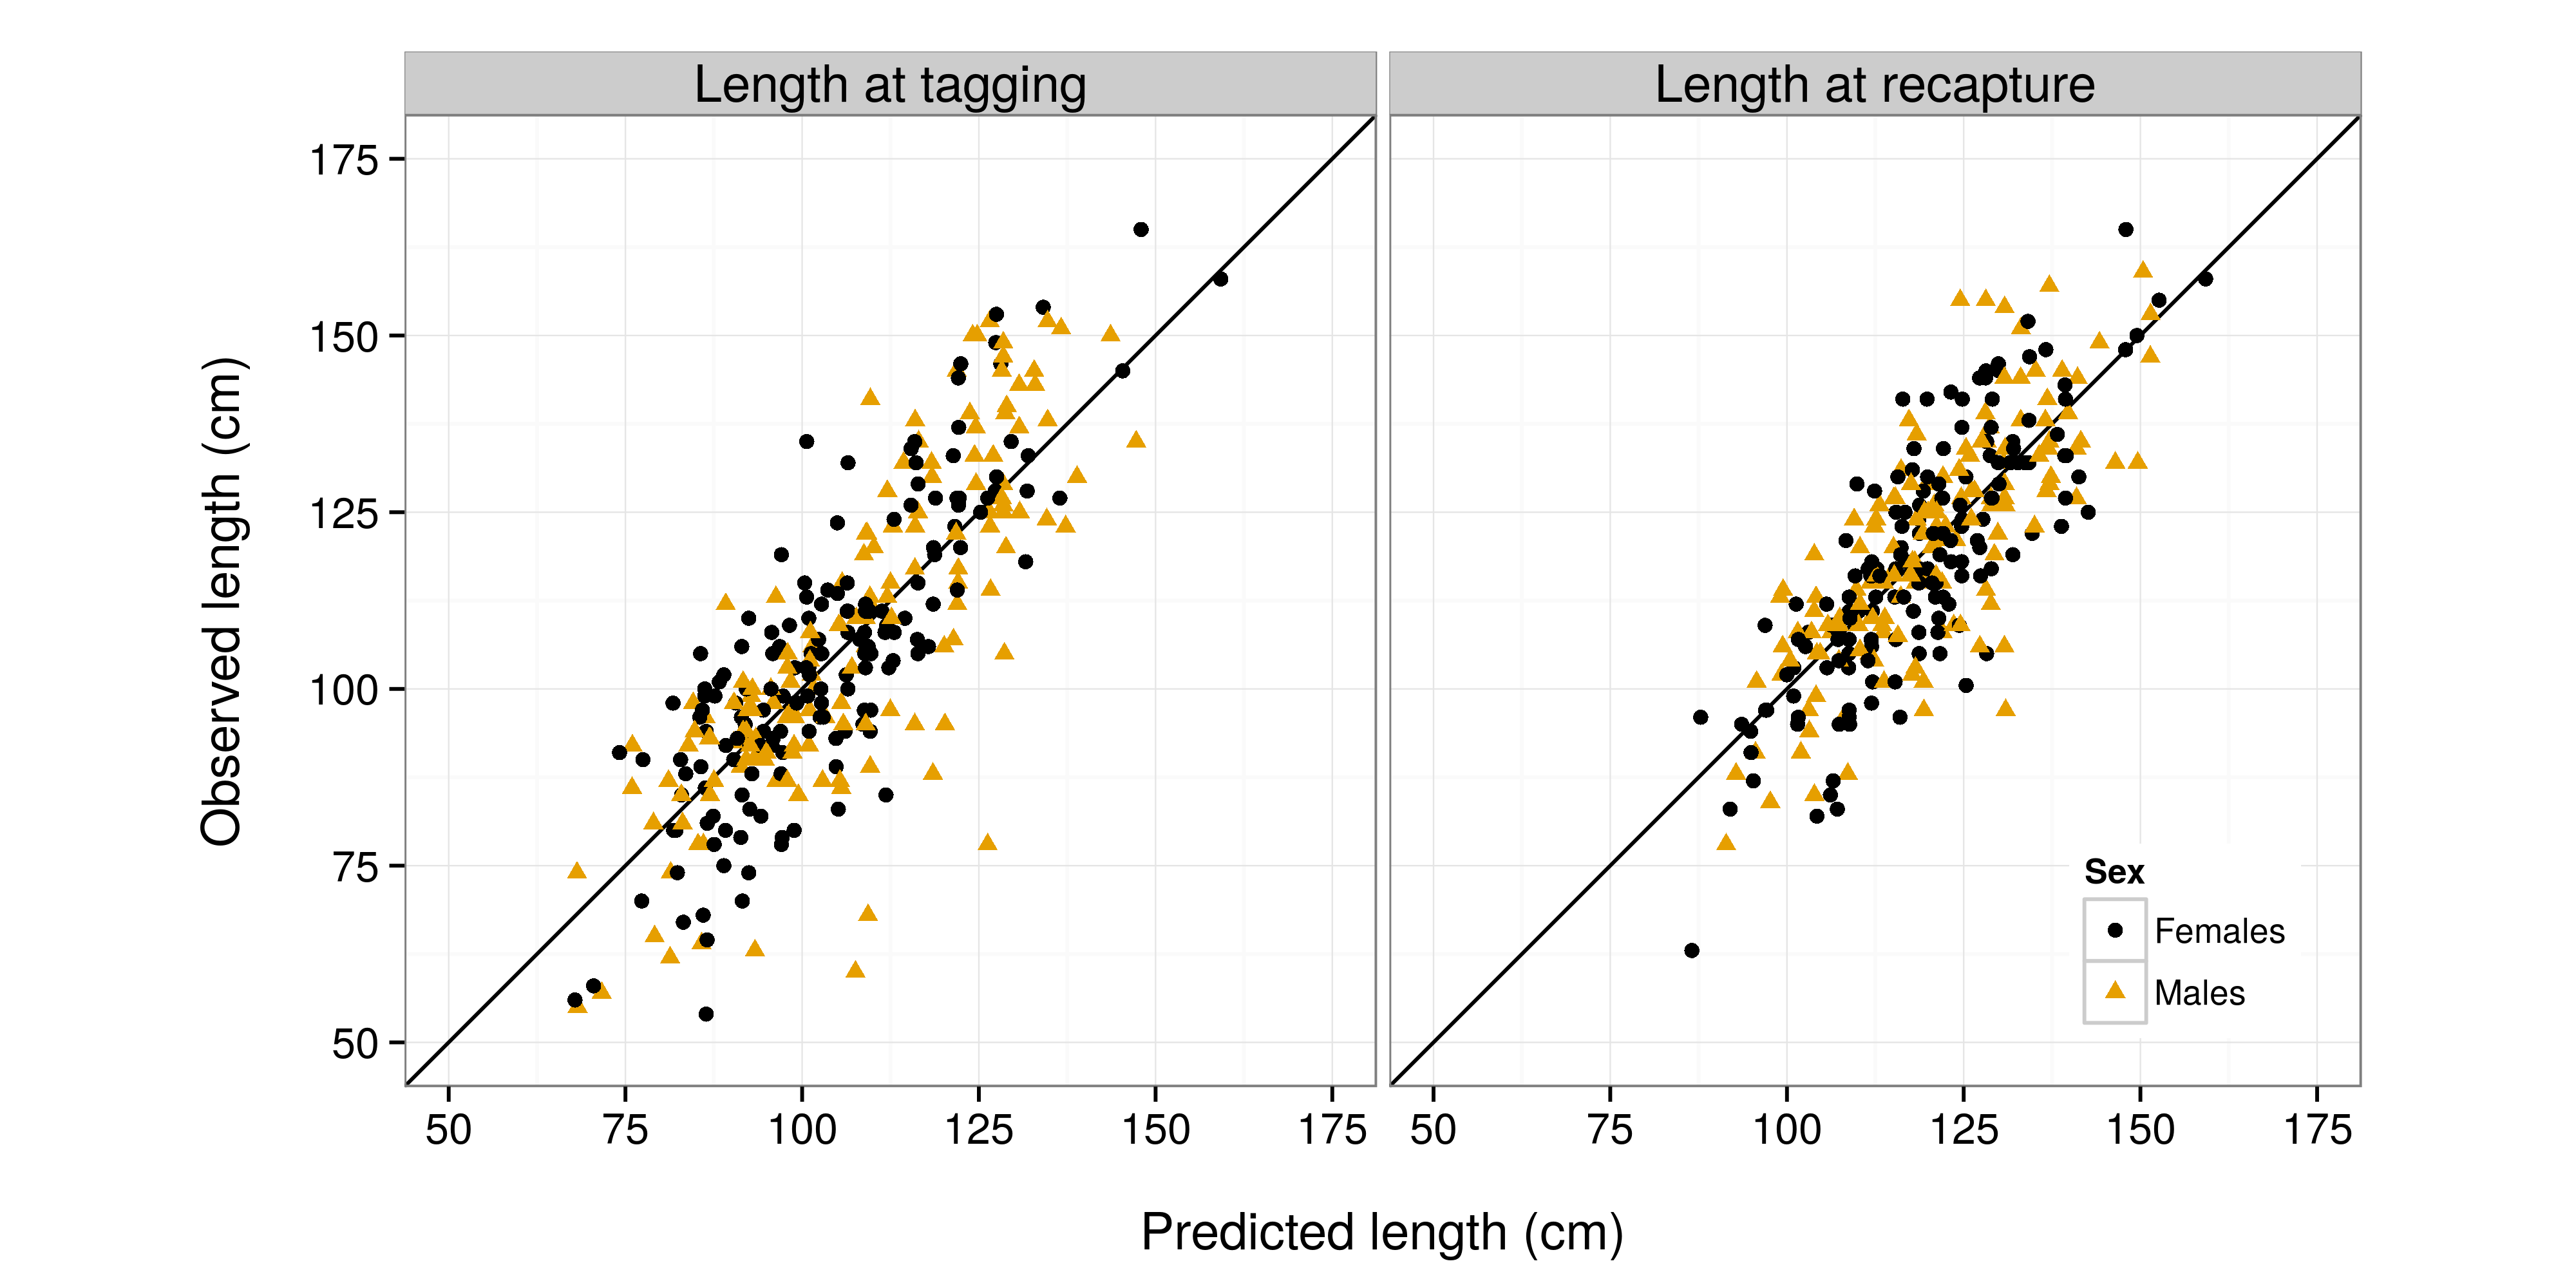 Length at tagging
Length at recapture
Observed length (cm)
175
150
125
100
75
50
50 75 100 125 150 175
50 75 100 125 150 175
Sex
Females
Males
Predicted length (cm)